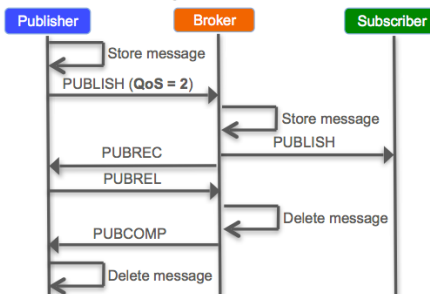 Publisher Broker Subscriber
Store message
PUBLISH (QoS = 2)
Store message
PUBLISH
PUBREC
PUBREL
Delete message
PUBCOMP
Delete message